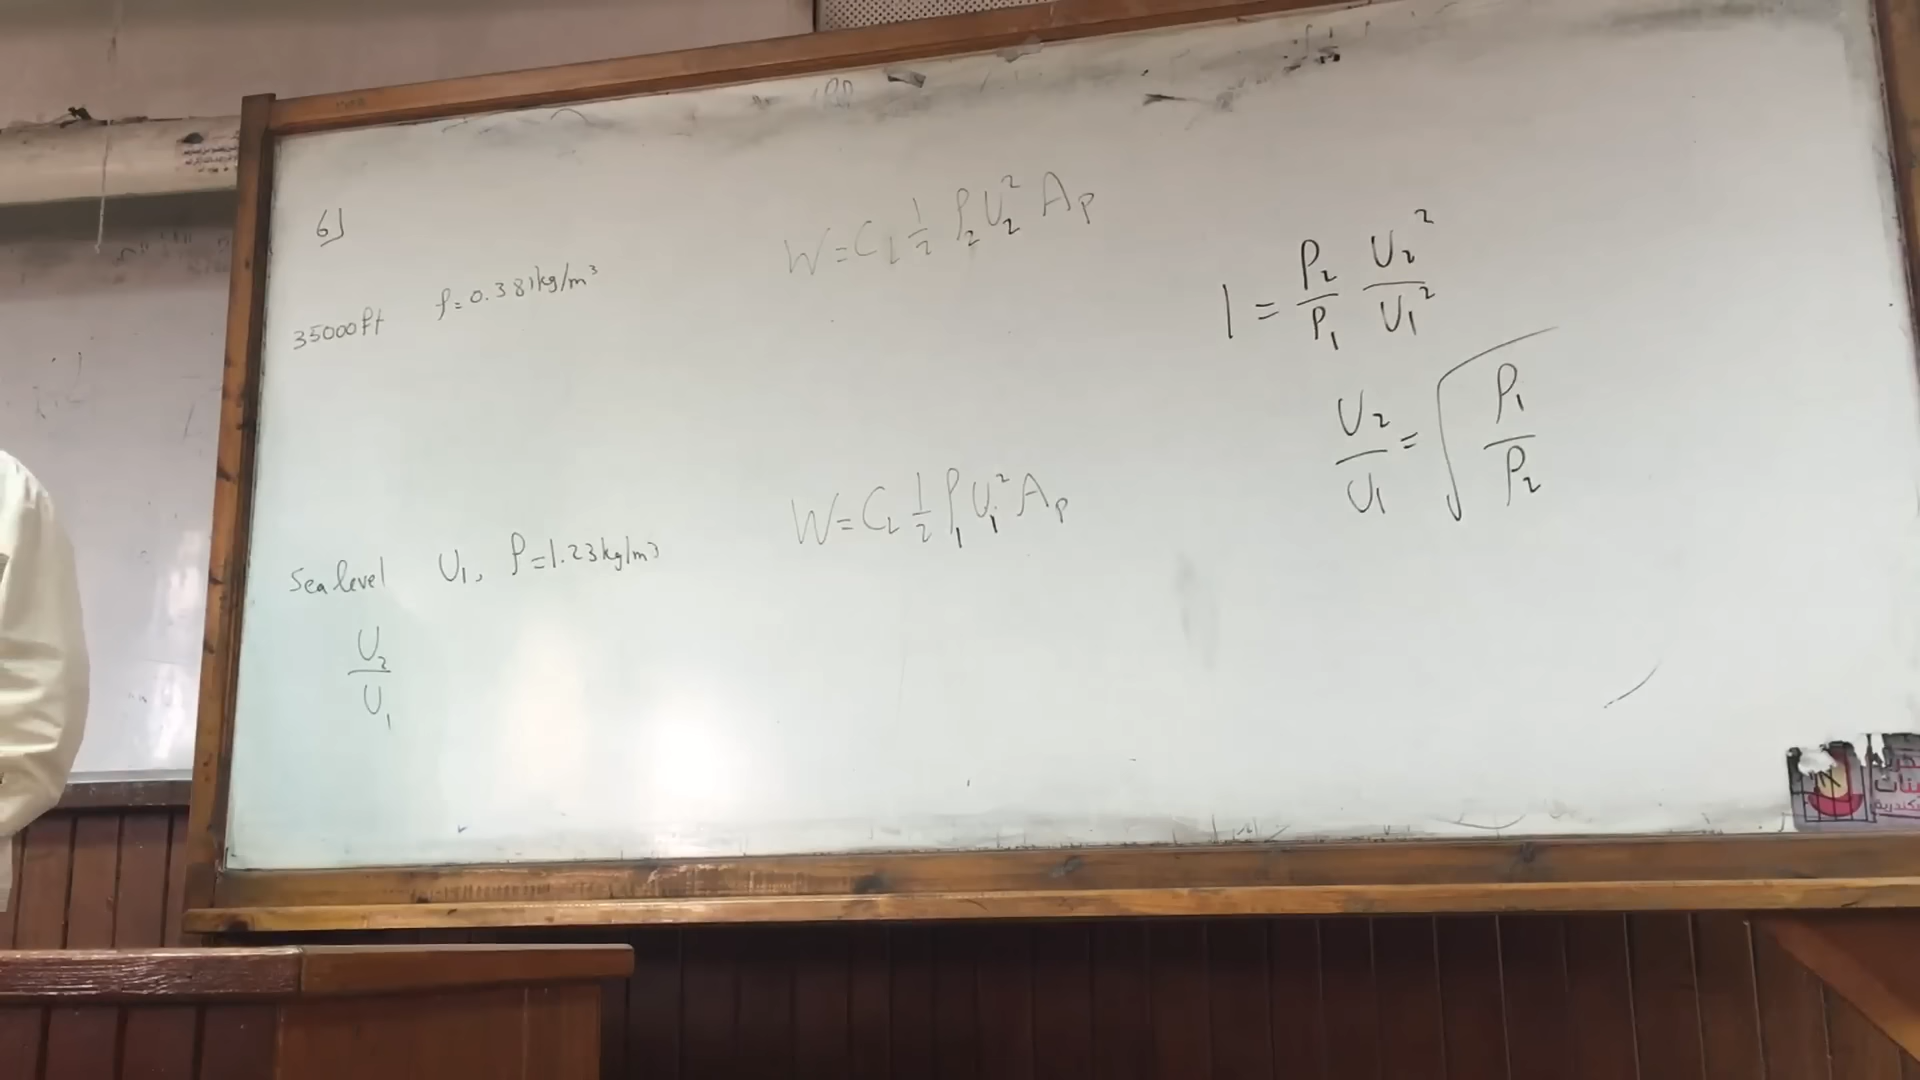 6)
35000 ft ρ = 0.381 kg/m³
W = C_L ½ ρ₂ U₂² A_P
W = C_L ½ ρ₁ U₁² A_P
Sea level U₁, ρ = 1.23 kg/m³
U₂/U₁
1 = ρ₂/ρ₁ U₂²/U₁²
U₂/U₁ = √(ρ₁/ρ₂)